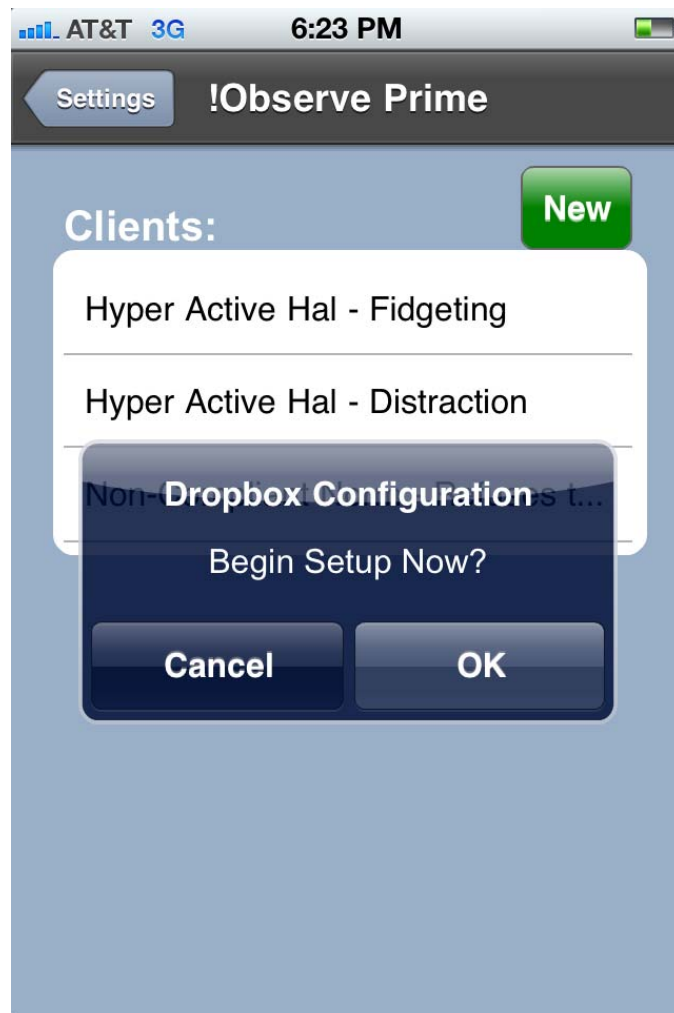 AT&T 3G 6:23 PM
Settings !Observe Prime
Clients:
New
Hyper Active Hal - Fidgeting
Hyper Active Hal - Distraction
Dropbox Configuration
Begin Setup Now?
Cancel OK